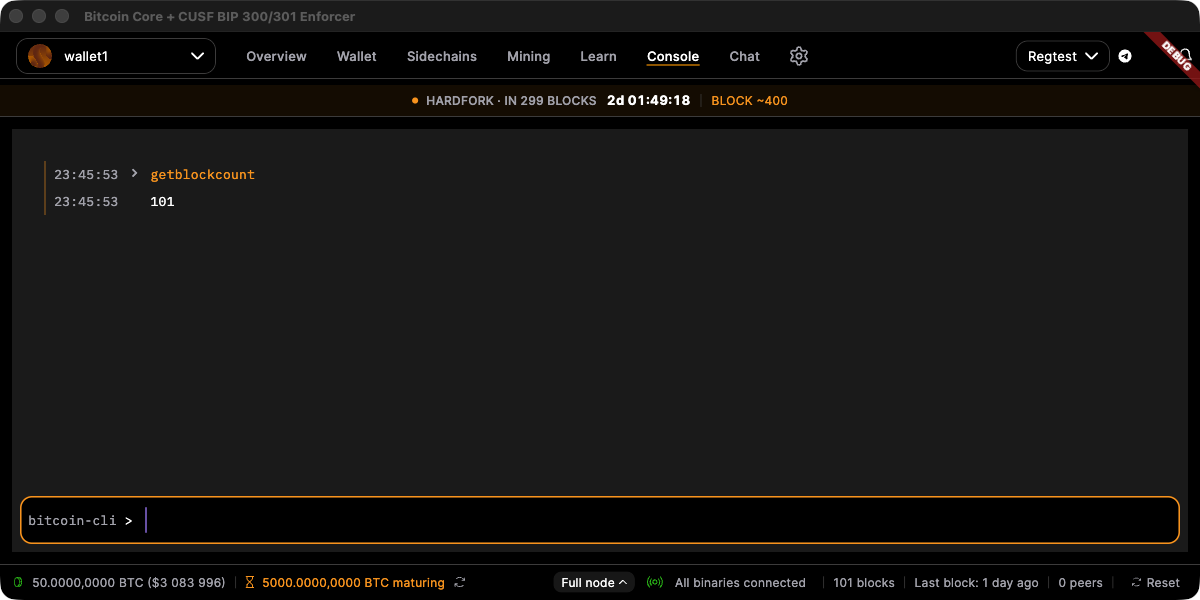 Bitcoin Core + CUSF BIP 300/301 Enforcer
wallet1 Overview Wallet Sidechains Mining Learn Console Chat Regtest DEBUG
HARDFORK · IN 299 BLOCKS 2d 01:49:18 BLOCK ~400
23:45:53 > getblockcount
23:45:53 101
bitcoin-cli >
50.0000,0000 BTC ($3 083 996) 5000.0000,0000 BTC maturing Full node All binaries connected 101 blocks Last block: 1 day ago 0 peers Reset